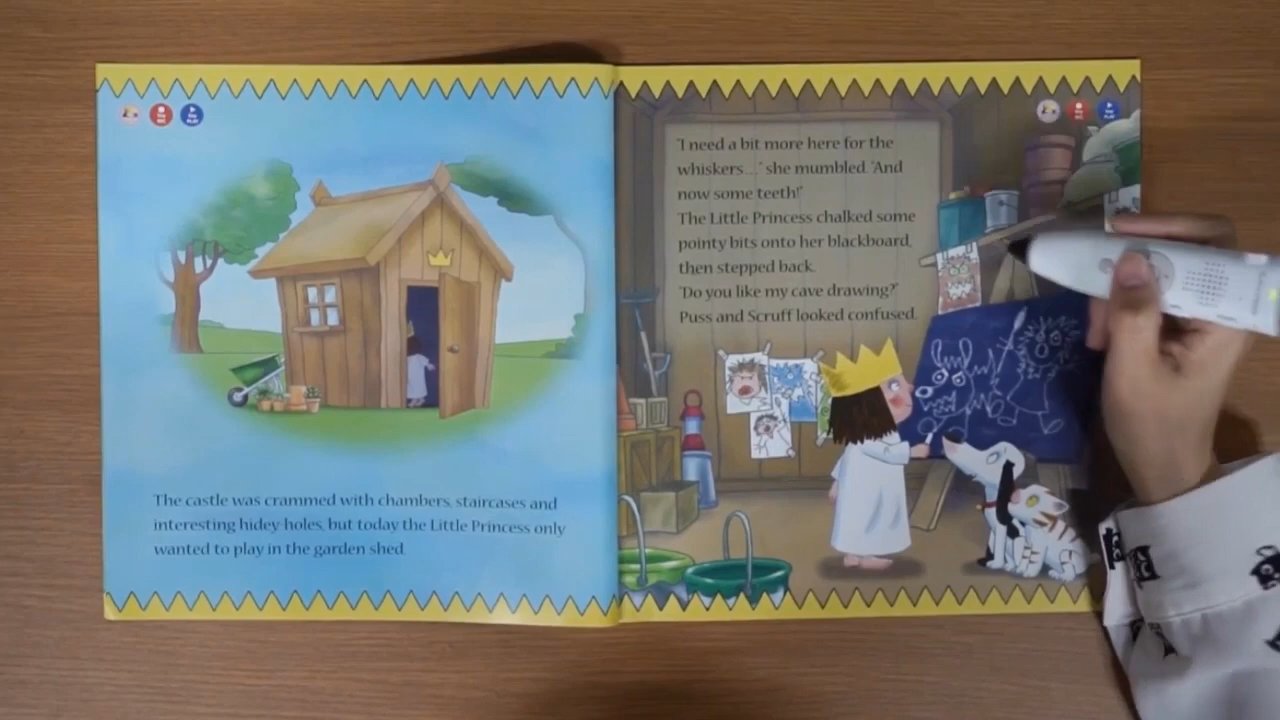 The castle was crammed with chambers, staircases and
interesting hidey-holes, but today the Little Princess only
wanted to play in the garden shed.
"I need a bit more here for the
whiskers..." she mumbled. "And
now some teeth!"
The Little Princess chalked some
pointy bits onto her blackboard,
then stepped back.
"Do you like my cave drawing?"
Puss and Scruff looked confused.